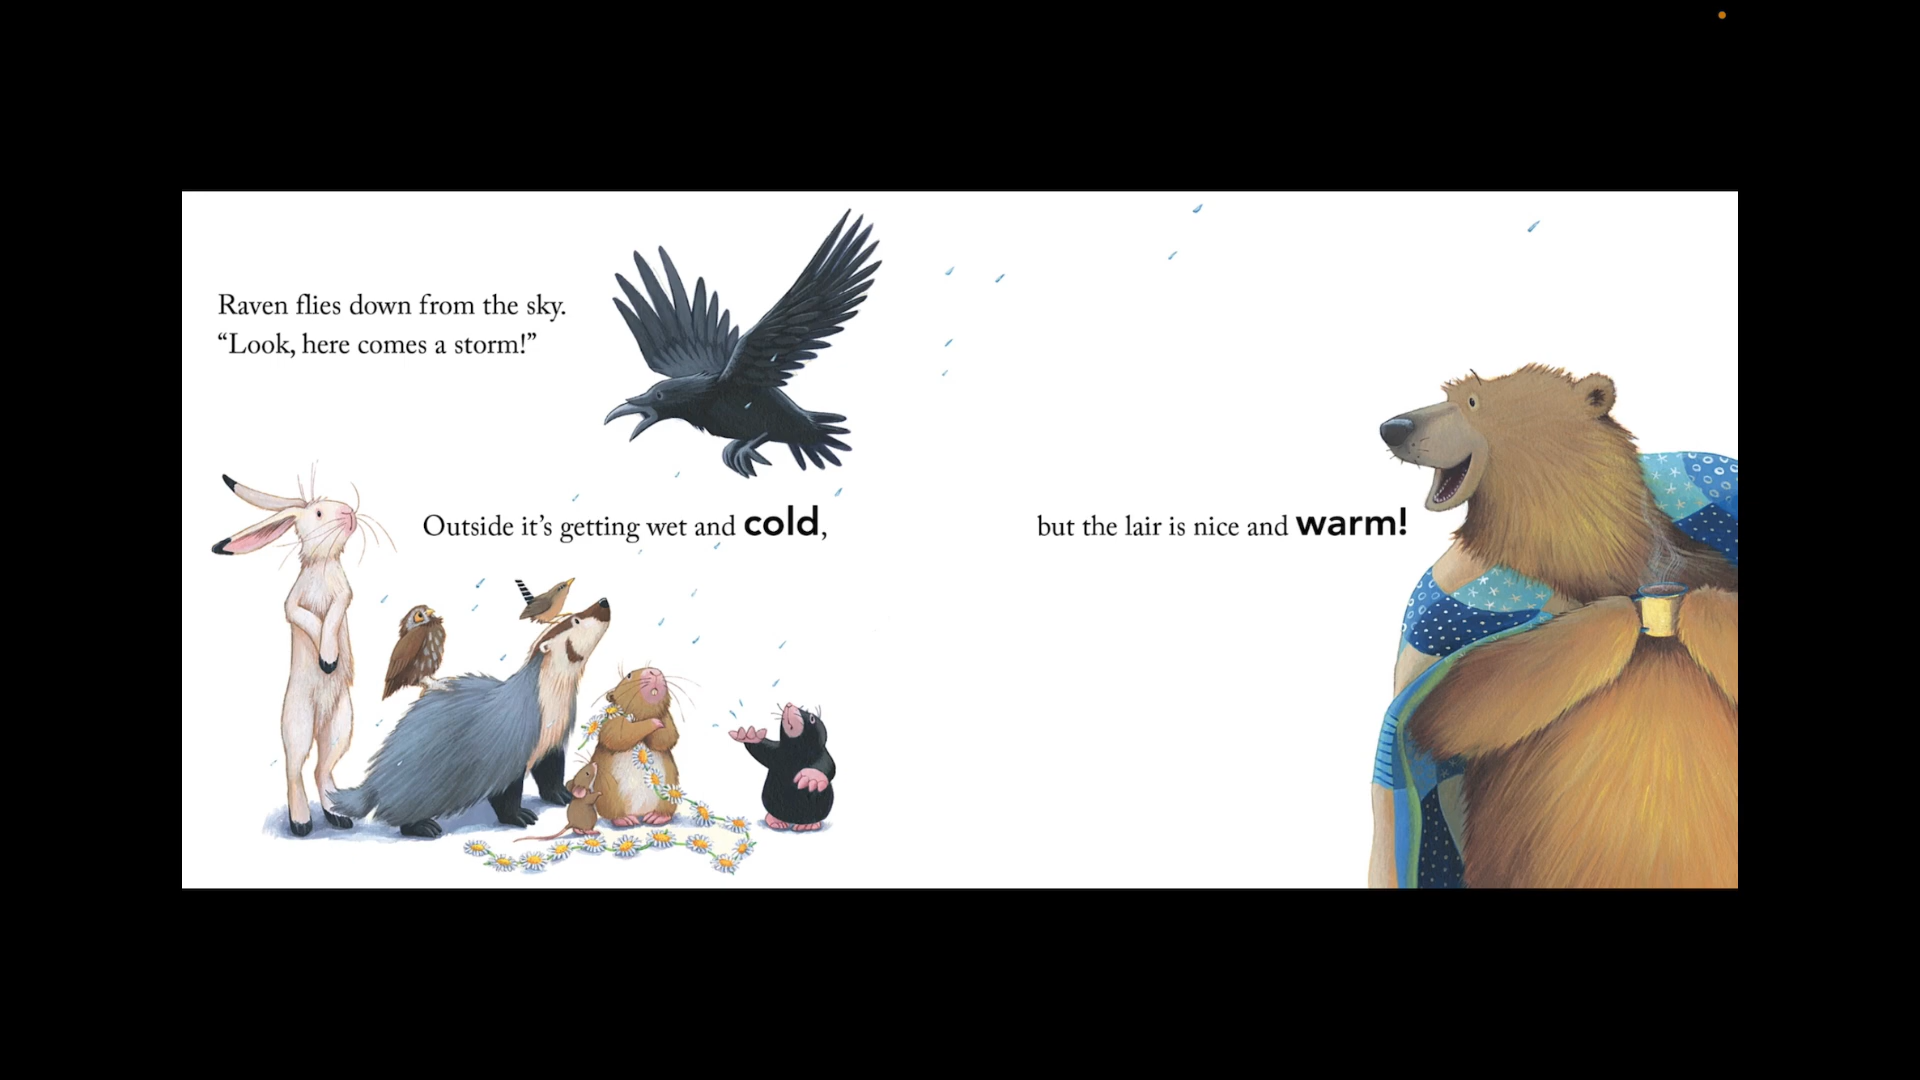 Raven flies down from the sky.
“Look, here comes a storm!”
Outside it’s getting wet and cold,
but the lair is nice and warm!